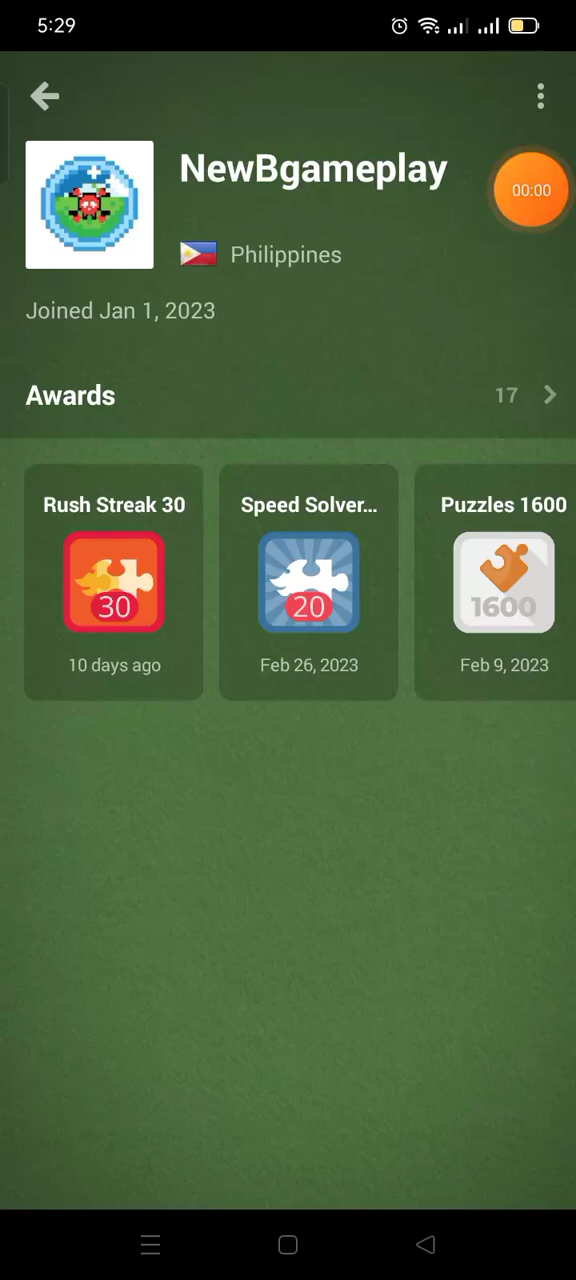 5:29
NewBgameplay
00:00
Philippines
Joined Jan 1, 2023
Awards
17
Rush Streak 30
Speed Solver...
Puzzles 1600
30
20
1600
10 days ago
Feb 26, 2023
Feb 9, 2023